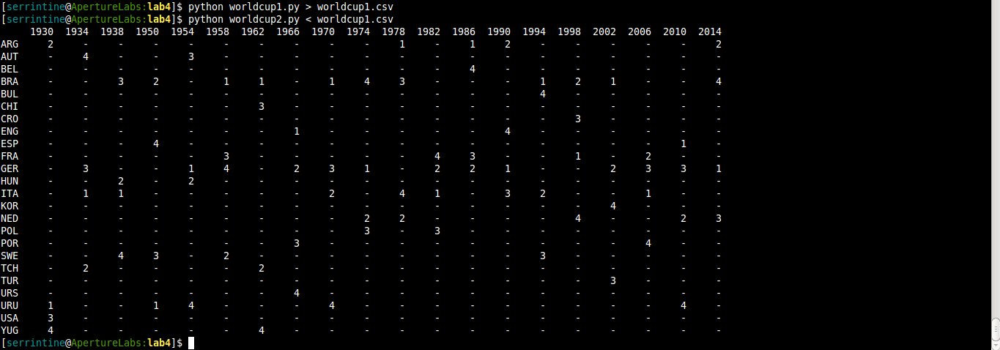 [serrintine@ApertureLabs:lab4]$ python worldcup1.py > worldcup1.csv
[serrintine@ApertureLabs:lab4]$ python worldcup2.py < worldcup1.csv
1930 1934 1938 1950 1954 1958 1962 1966 1970 1974 1978 1982 1986 1990 1994 1998 2002 2006 2010 2014
ARG 2 - - - - - - - - - 1 - 1 2 - - - - - 2
AUT - 4 - - 3 - - - - - - - - - - - - - - -
BEL - - - - - - - - - - - - 4 - - - - - - -
BRA - - 3 2 - 1 1 - 1 4 3 - - - 1 2 1 - - 4
BUL - - - - - - - - - - - - - - 4 - - - - -
CHI - - - - - - 3 - - - - - - - - - - - - -
CRO - - - - - - - - - - - - - - - 3 - - - -
ENG - - - - - - - 1 - - - - - 4 - - - - - -
ESP - - - 4 - - - - - - - - - - - - - - 1 -
FRA - - - - - 3 - - - - - 4 3 - - 1 - 2 - -
GER - 3 - - 1 4 - 2 3 1 - 2 2 1 - - 2 3 3 1
HUN - - 2 - 2 - - - - - - - - - - - - - - -
ITA - 1 1 - - - - - 2 - 4 1 - 3 2 - - 1 - -
KOR - - - - - - - - - - - - - - - - 4 - - -
NED - - - - - - - - - 2 2 - - - - 4 - - 2 3
POL - - - - - - - - - 3 - 3 - - - - - - - -
POR - - - - - - - 3 - - - - - - - - - 4 - -
SWE - - 4 3 - 2 - - - - - - - - 3 - - - - -
TCH - 2 - - - - 2 - - - - - - - - - - - - -
TUR - - - - - - - - - - - - - - - - 3 - - -
URS - - - - - - - 4 - - - - - - - - - - - -
URU 1 - - 1 4 - - - 4 - - - - - - - - - 4 -
USA 3 - - - - - - - - - - - - - - - - - - -
YUG 4 - - - - - 4 - - - - - - - - - - - - -
[serrintine@ApertureLabs:lab4]$